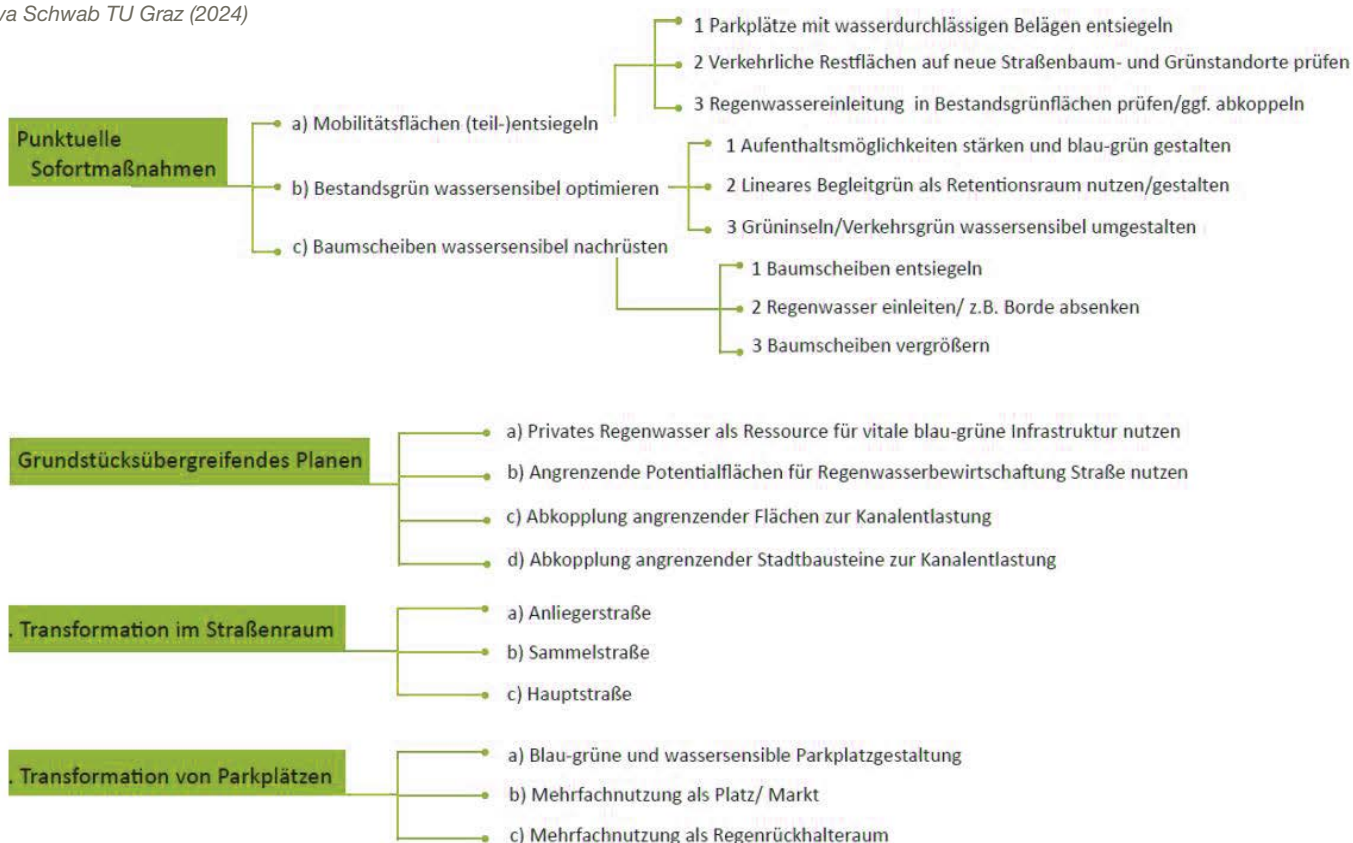 va Schwab TU Graz (2024)
Punktuelle
Sofortmaßnahmen
a) Mobilitätsflächen (teil-)entsiegeln
1 Parkplätze mit wasserdurchlässigen Belägen entsiegeln
2 Verkehrliche Restflächen auf neue Straßenbaum- und Grünstandorte prüfen
3 Regenwassereinleitung in Bestandsgrünflächen prüfen/ggf. abkoppeln
b) Bestandsgrün wassersensibel optimieren
1 Aufenthaltsmöglichkeiten stärken und blau-grün gestalten
2 Lineares Begleitgrün als Retentionsraum nutzen/gestalten
3 Grüninseln/Verkehrsgrün wassersensibel umgestalten
c) Baumscheiben wassersensibel nachrüsten
1 Baumscheiben entsiegeln
2 Regenwasser einleiten/ z.B. Borde absenken
3 Baumscheiben vergrößern
Grundstücksübergreifendes Planen
a) Privates Regenwasser als Ressource für vitale blau-grüne Infrastruktur nutzen
b) Angrenzende Potentialflächen für Regenwasserbewirtschaftung Straße nutzen
c) Abkopplung angrenzender Flächen zur Kanalentlastung
d) Abkopplung angrenzender Stadtbausteine zur Kanalentlastung
. Transformation im Straßenraum
a) Anliegerstraße
b) Sammelstraße
c) Hauptstraße
. Transformation von Parkplätzen
a) Blau-grüne und wassersensible Parkplatzgestaltung
b) Mehrfachnutzung als Platz/ Markt
c) Mehrfachnutzung als Regenrückhalteraum